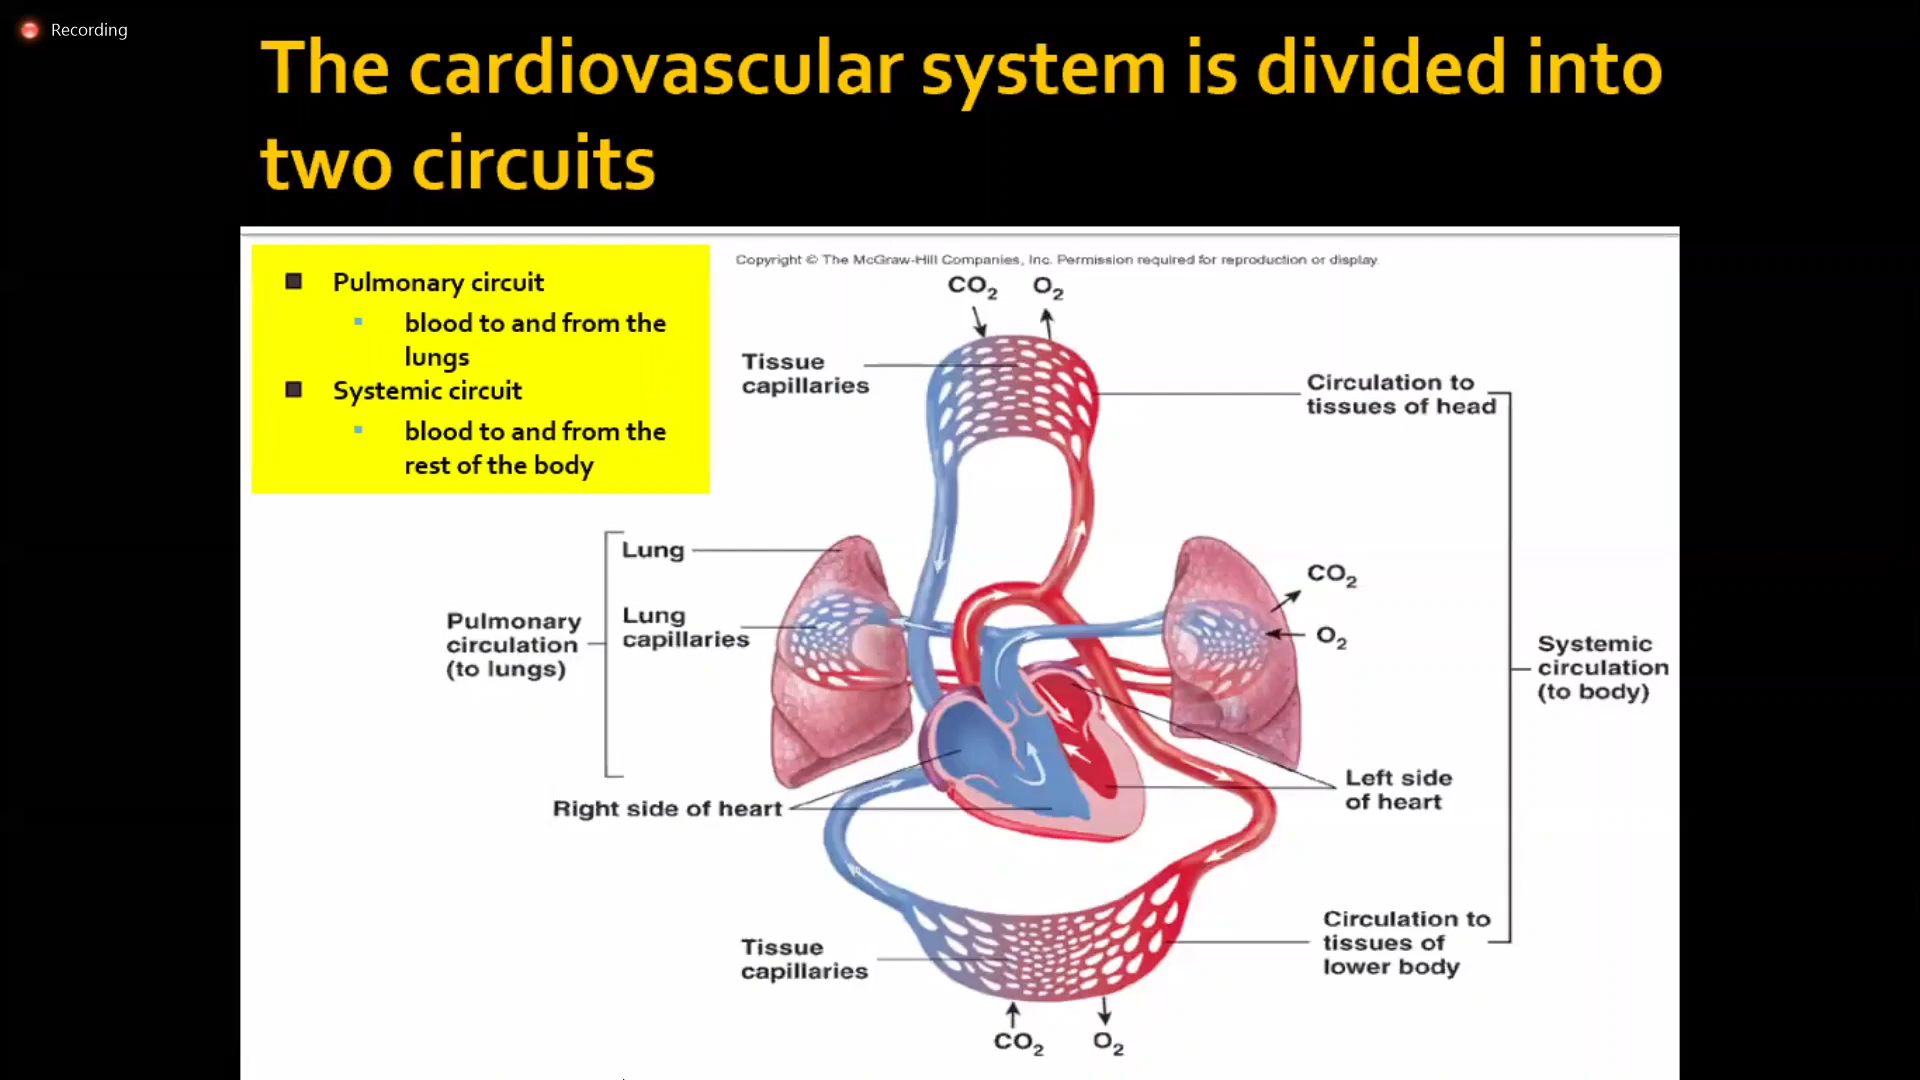 Recording
The cardiovascular system is divided into
two circuits
Pulmonary circuit
blood to and from the
lungs
Systemic circuit
blood to and from the
rest of the body
Copyright © The McGraw-Hill Companies, Inc. Permission required for reproduction or display.
CO₂ O₂
Tissue
capillaries
Circulation to
tissues of head
Lung
Lung
capillaries
Pulmonary
circulation
(to lungs)
CO₂
O₂
Systemic
circulation
(to body)
Right side of heart
Left side
of heart
Tissue
capillaries
Circulation to
tissues of
lower body
CO₂ O₂